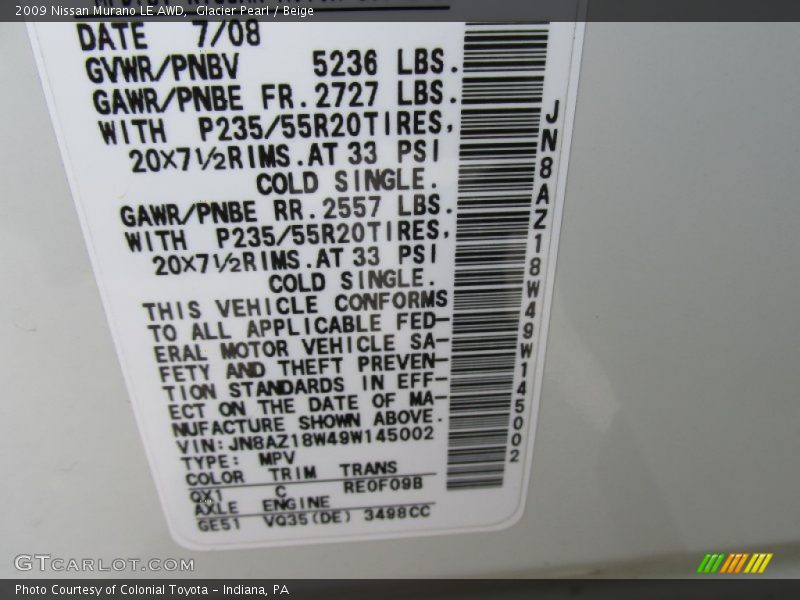 2009 Nissan Murano LE AWD, Glacier Pearl / Beige
DATE 7/08
GVWR/PNBV 5236 LBS.
GAWR/PNBE FR. 2727 LBS.
WITH P235/55R20TIRES,
20X7½RIMS.AT 33 PSI
COLD SINGLE.
GAWR/PNBE RR. 2557 LBS.
WITH P235/55R20TIRES,
20X7½RIMS.AT 33 PSI
COLD SINGLE.
THIS VEHICLE CONFORMS
TO ALL APPLICABLE FED-
ERAL MOTOR VEHICLE SA-
FETY AND THEFT PREVEN-
TION STANDARDS IN EFF-
ECT ON THE DATE OF MA-
NUFACTURE SHOWN ABOVE.
VIN: JN8AZ18W49W145002
TYPE: MPV
COLOR TRIM TRANS
QX1 C RE0F09B
AXLE ENGINE
GE51 VQ35(DE) 3498CC
JN8AZ18W49W145002
GTCARLOT.COM
Photo Courtesy of Colonial Toyota - Indiana, PA